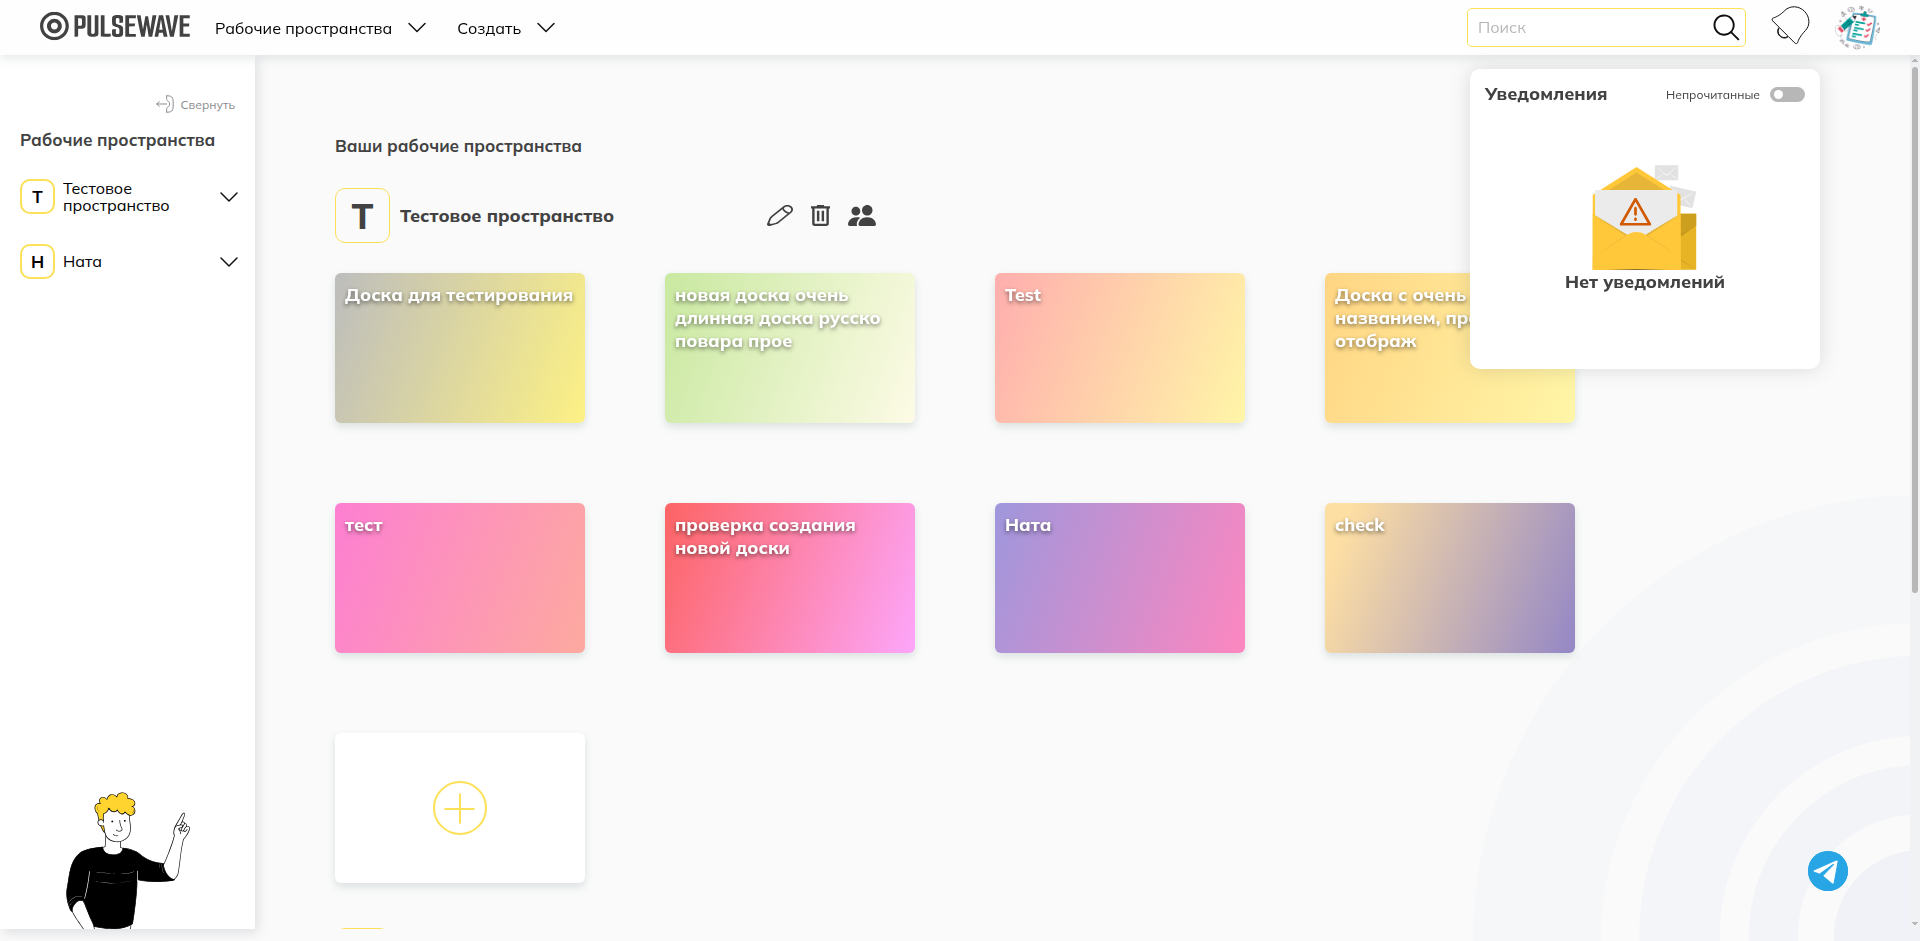 PULSEWAVE
Рабочие пространства
Создать
Поиск
Свернуть
Рабочие пространства
Т
Тестовое
пространство
Н
Ната
Уведомления
Непрочитанные
Нет уведомлений
Ваши рабочие пространства
Т
Тестовое пространство
Доска для тестирования
новая доска очень
длинная доска русско
повара прое
Test
Доска с очень
названием,
отображ
тест
проверка создания
новой доски
Ната
check